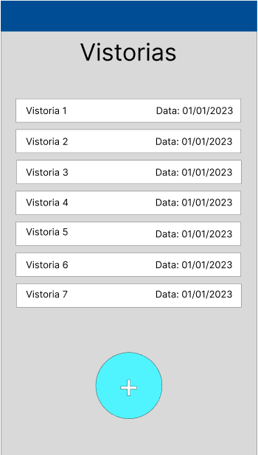 Vistorias
Vistoria 1 Data: 01/01/2023
Vistoria 2 Data: 01/01/2023
Vistoria 3 Data: 01/01/2023
Vistoria 4 Data: 01/01/2023
Vistoria 5 Data: 01/01/2023
Vistoria 6 Data: 01/01/2023
Vistoria 7 Data: 01/01/2023
+